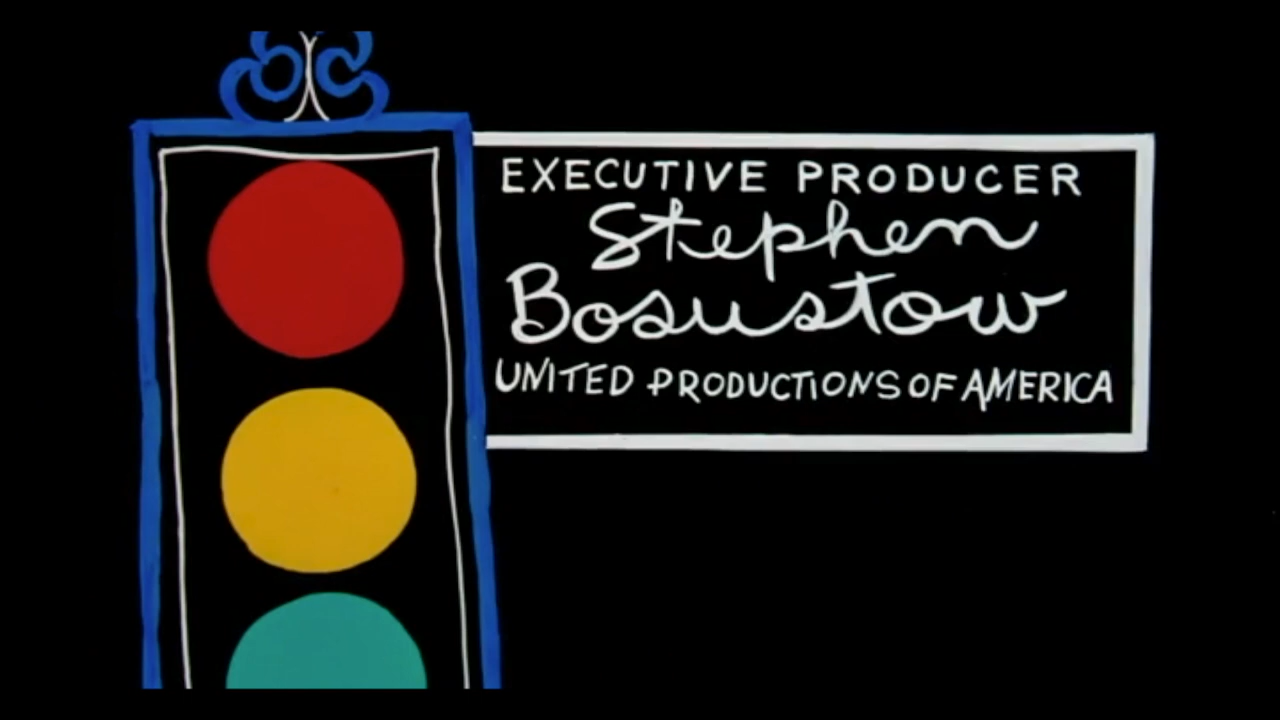 EXECUTIVE PRODUCER
Stephen
Bosustow
UNITED PRODUCTIONS OF AMERICA